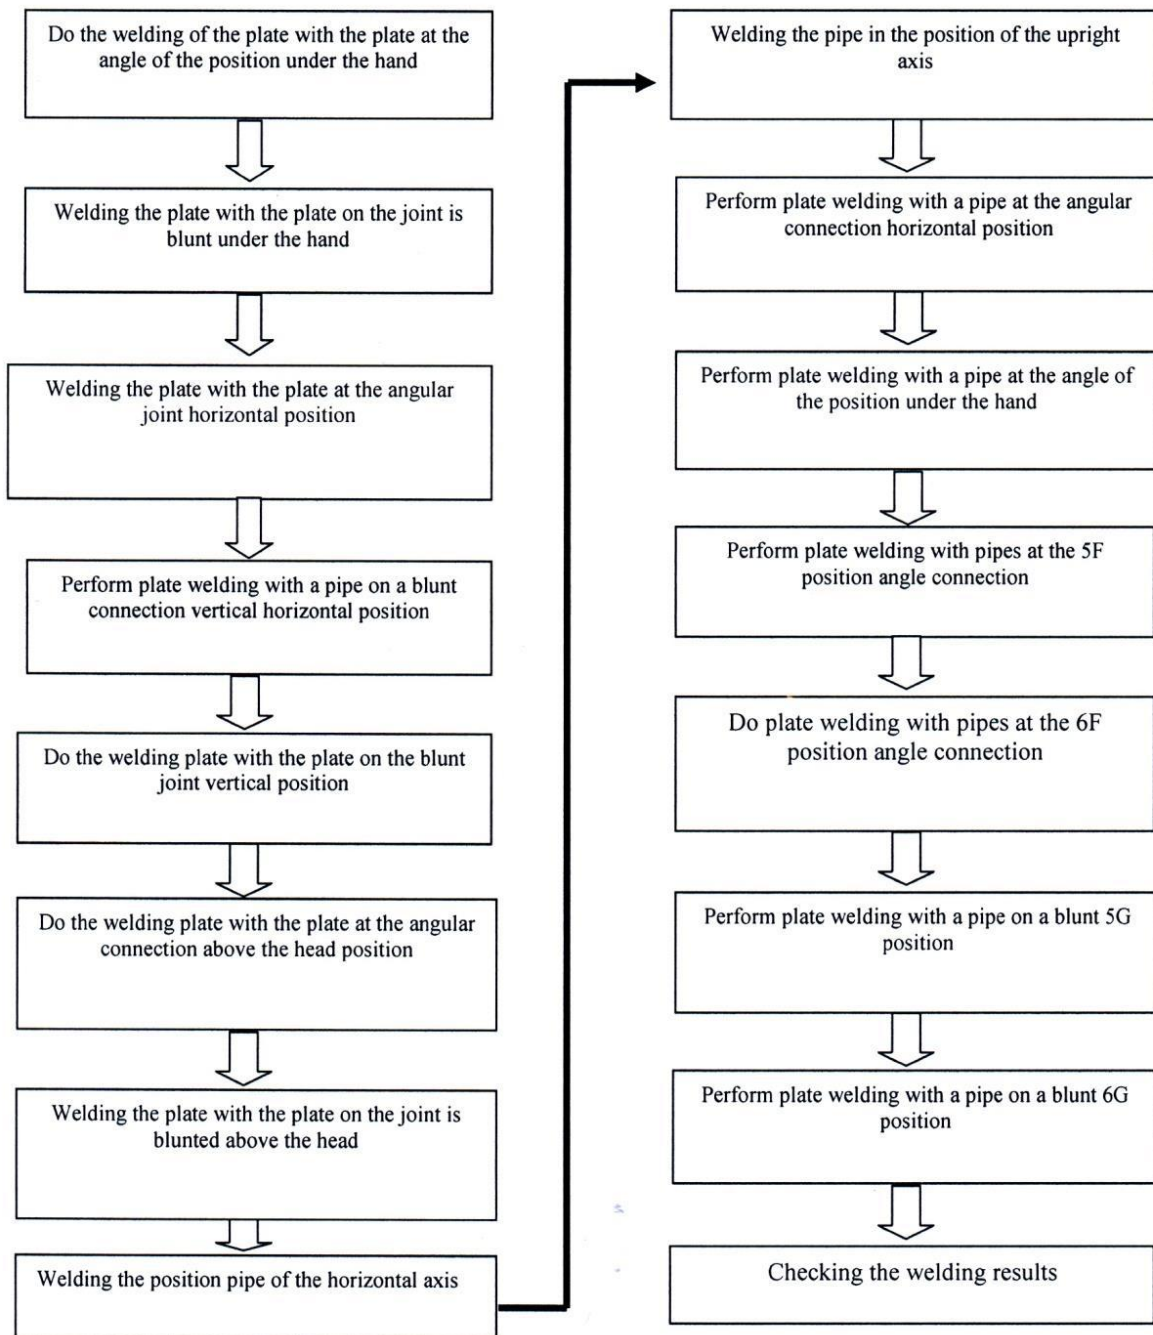 Do the welding of the plate with the plate at the
angle of the position under the hand
Welding the plate with the plate on the joint is
blunt under the hand
Welding the plate with the plate at the angular
joint horizontal position
Perform plate welding with a pipe on a blunt
connection vertical horizontal position
Do the welding plate with the plate on the blunt
joint vertical position
Do the welding plate with the plate at the angular
connection above the head position
Welding the plate with the plate on the joint is
blunted above the head
Welding the position pipe of the horizontal axis
Welding the pipe in the position of the upright
axis
Perform plate welding with a pipe at the angular
connection horizontal position
Perform plate welding with a pipe at the angle of
the position under the hand
Perform plate welding with pipes at the 5F
position angle connection
Do plate welding with pipes at the 6F
position angle connection
Perform plate welding with a pipe on a blunt 5G
position
Perform plate welding with a pipe on a blunt 6G
position
Checking the welding results